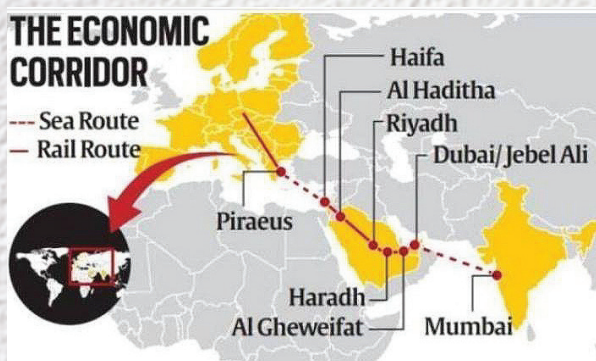 THE ECONOMIC
CORRIDOR
Sea Route
Rail Route
Haifa
Al Haditha
Riyadh
Dubai/Jebel Ali
Piraeus
Haradh
Al Gheweifat
Mumbai